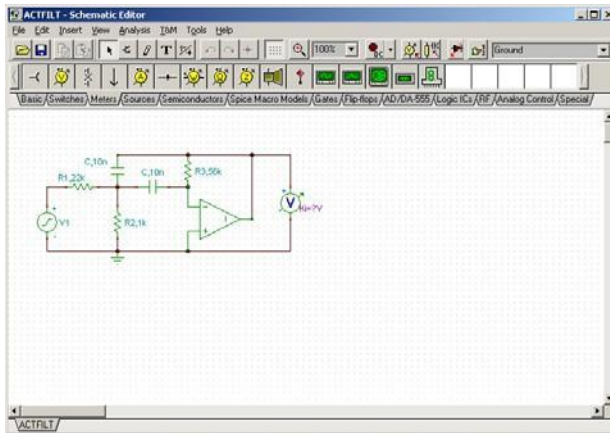 ACTFILT - Schematic Editor
File Edit Insert View Analysis T&M Tools Help
100% Ground
Basic Switches Meters Sources Semiconductors Spice Macro Models Gates Flip-flops AD/DA-555 Logic ICs RF Analog Control Special
C,10n
R1,22k C,10n R3,56k
V1 R2,1k V
ACTFILT